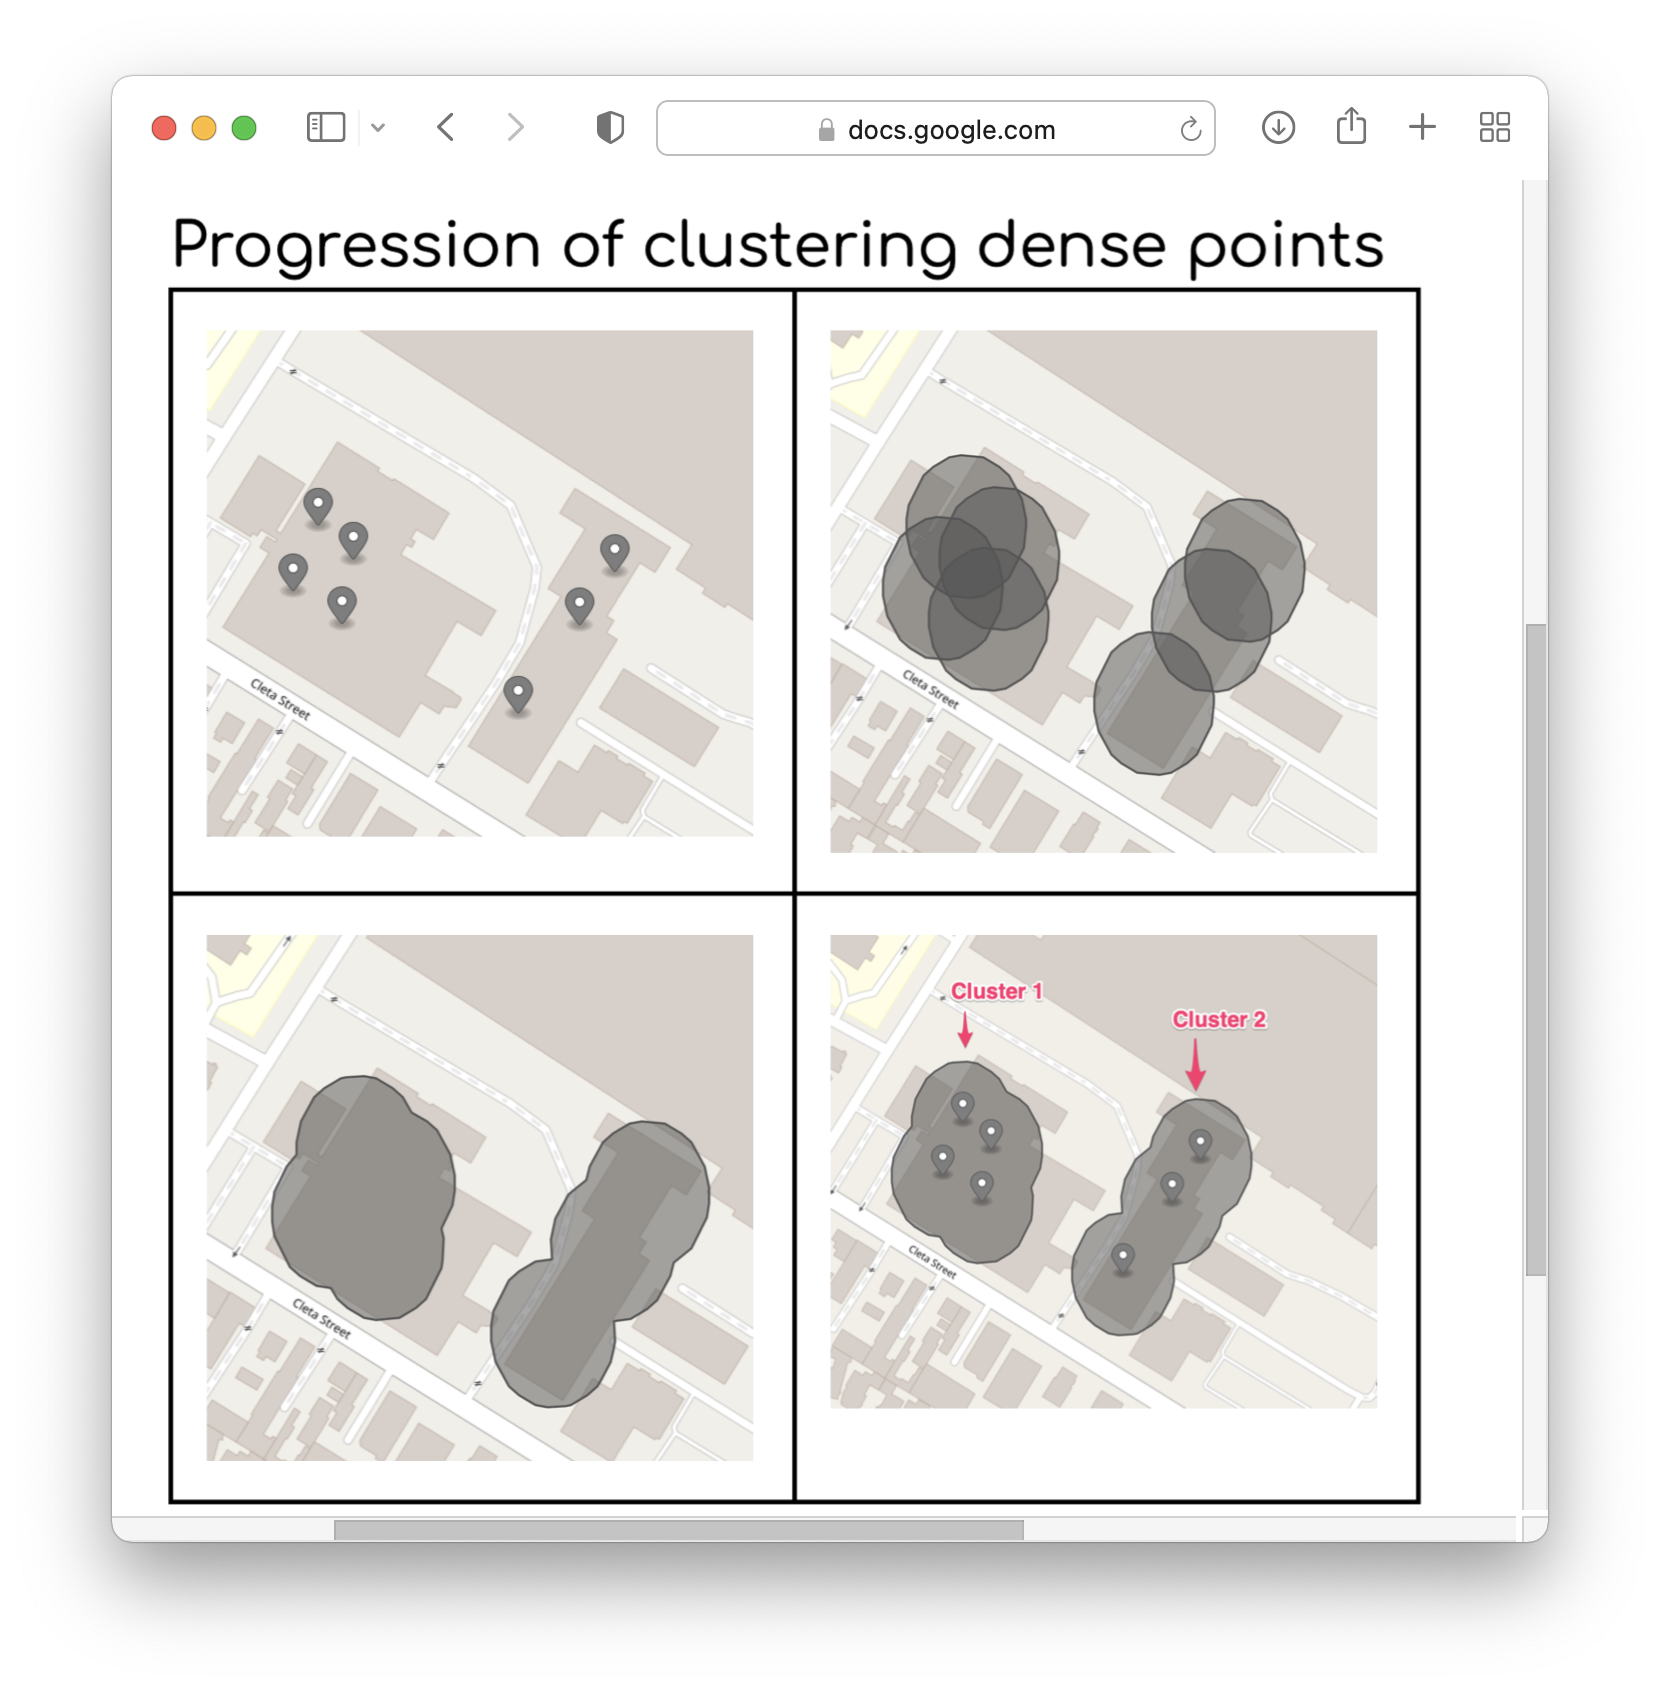 docs.google.com
Progression of clustering dense points
Cleta Street
Cleta Street
Cleta Street
Cluster 1
Cluster 2
Cleta Street